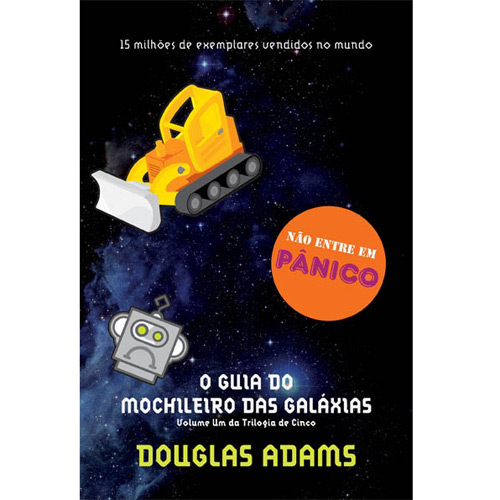 15 milhões de exemplares vendidos no mundo
NÃO ENTRE EM
PÂNICO
O GUIA DO
MOCHILEIRO DAS GALÁXIAS
Volume Um da Trilogia de Cinco
DOUGLAS ADAMS